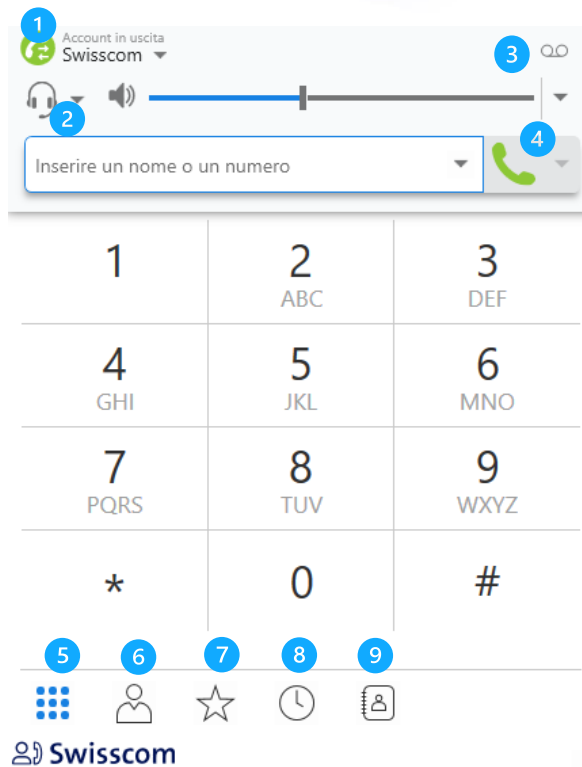 1
Account in uscita
Swisscom
3
2
4
Inserire un nome o un numero
1 2 3
ABC DEF
4 5 6
GHI JKL MNO
7 8 9
PQRS TUV WXYZ
* 0 #
5 6 7 8 9
Swisscom